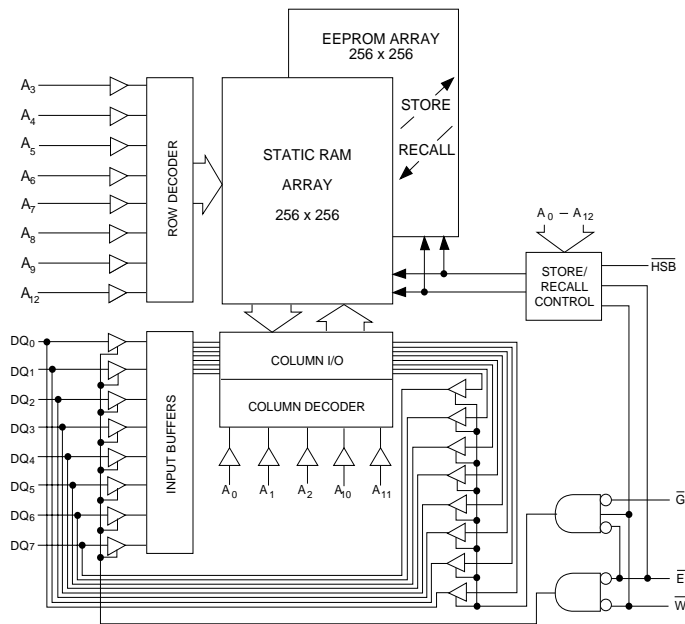 EEPROM ARRAY
256 x 256
STORE
RECALL
STATIC RAM
ARRAY
256 x 256
A3
A4
A5
A6
A7
A8
A9
A12
ROW DECODER
A0 – A12
STORE/
RECALL
CONTROL
H̅S̅B̅
DQ0
DQ1
DQ2
DQ3
DQ4
DQ5
DQ6
DQ7
INPUT BUFFERS
COLUMN I/O
COLUMN DECODER
A0
A1
A2
A10
A11
G̅
E̅
W̅